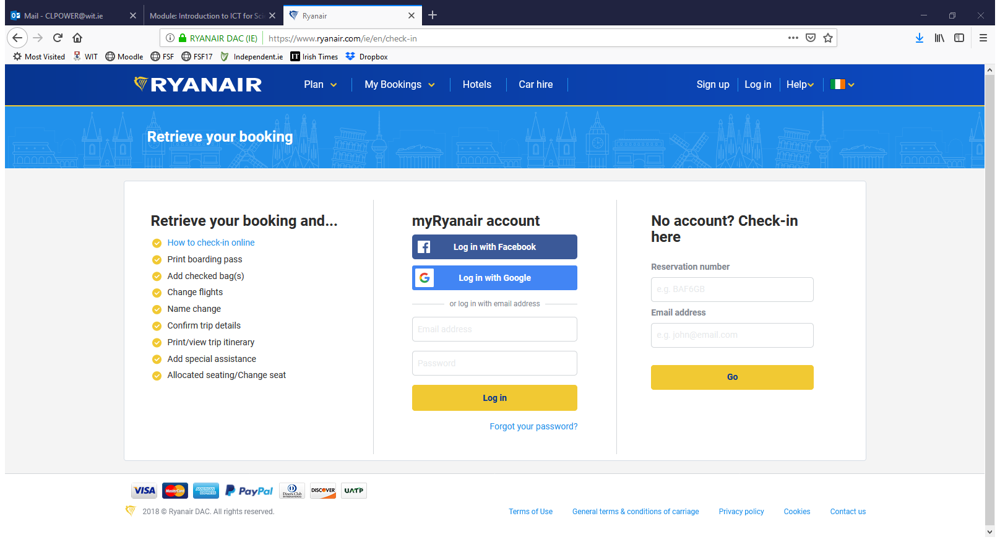 Mail - CLPOWER@wit.ie
Module: Introduction to ICT for Sci
Ryanair
RYANAIR DAC (IE) https://www.ryanair.com/ie/en/check-in
Most Visited WIT Moodle FSF FSF17 Independent.ie IT Irish Times Dropbox
RYANAIR Plan My Bookings Hotels Car hire Sign up Log in Help
Retrieve your booking
Retrieve your booking and...
How to check-in online
Print boarding pass
Add checked bag(s)
Change flights
Name change
Confirm trip details
Print/view trip itinerary
Add special assistance
Allocated seating/Change seat
myRyanair account
Log in with Facebook
Log in with Google
or log in with email address
Email address
Password
Log in
Forgot your password?
No account? Check-in
here
Reservation number
e.g. BAF6GB
Email address
e.g. john@email.com
Go
VISA MasterCard AMERICAN EXPRESS PayPal Diners Club INTERNATIONAL DISCOVER UATP
2018 © Ryanair DAC. All rights reserved.
Terms of Use General terms & conditions of carriage Privacy policy Cookies Contact us